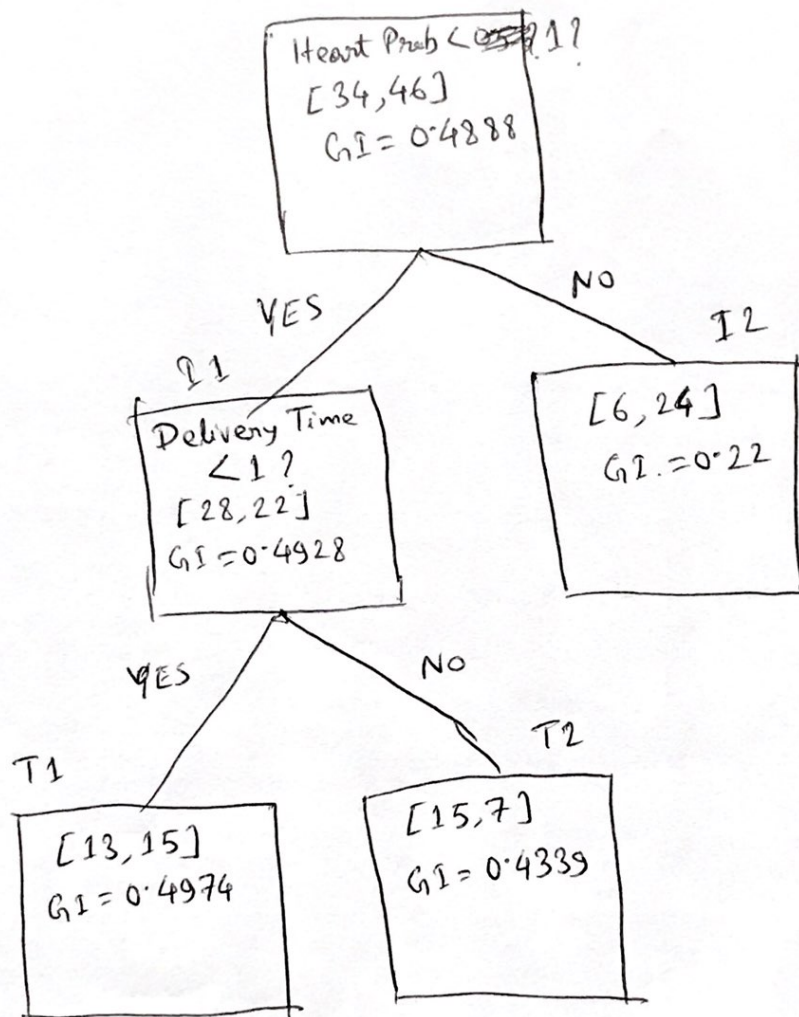 Heart Prob < 1?
[34,46]
GI = 0.4888
YES
NO
I1
I2
Delivery Time
< 1?
[28,22]
GI = 0.4928
[6,24]
GI. = 0.22
YES
NO
T1
T2
[13,15]
GI = 0.4974
[15,7]
GI = 0.4339